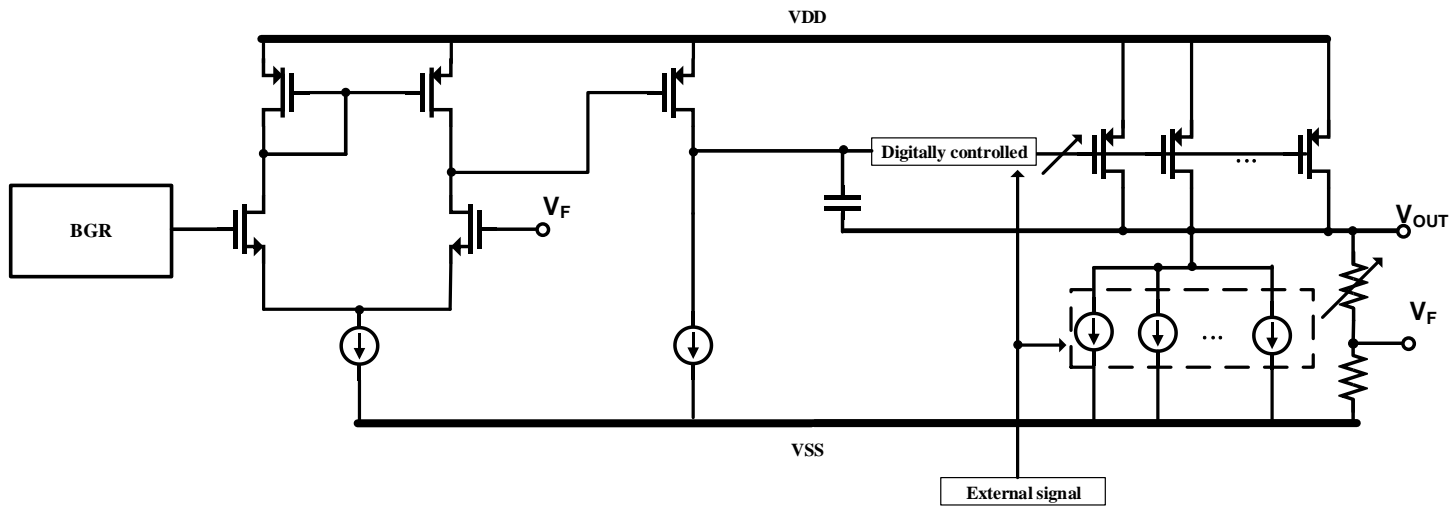 VDD
Digitally controlled
...
BGR
VF
VOUT
VF
...
VSS
External signal